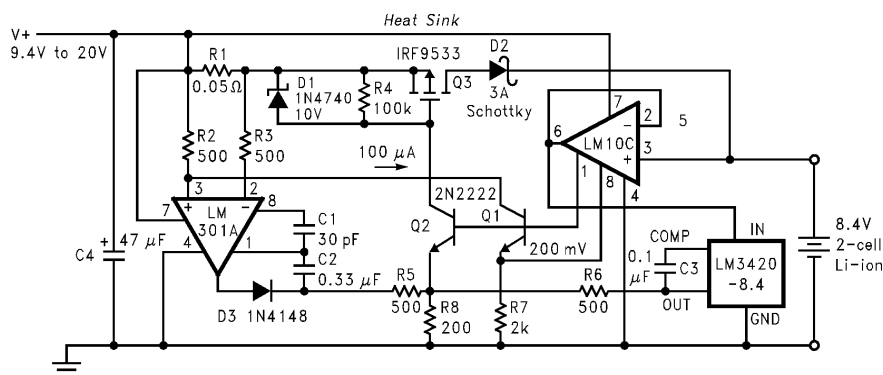 Heat Sink
V+
9.4V to 20V
R1
0.05Ω
IRF9533
D2
Q3
3A
Schottky
D1
1N4740
10V
R4
100k
R2
500
R3
500
100 μA
7
2
5
6
LM10C
3
1
8
4
3
2
7
8
LM
301A
4
1
C1
30 pF
C2
0.33 μF
2N2222
Q2
Q1
200 mV
C4
+
47 μF
COMP
IN
0.1
μF
C3
LM3420
-8.4
OUT
GND
8.4V
2-cell
Li-ion
R5
500
R6
500
R8
200
R7
2k
D3 1N4148
+
−
−
+